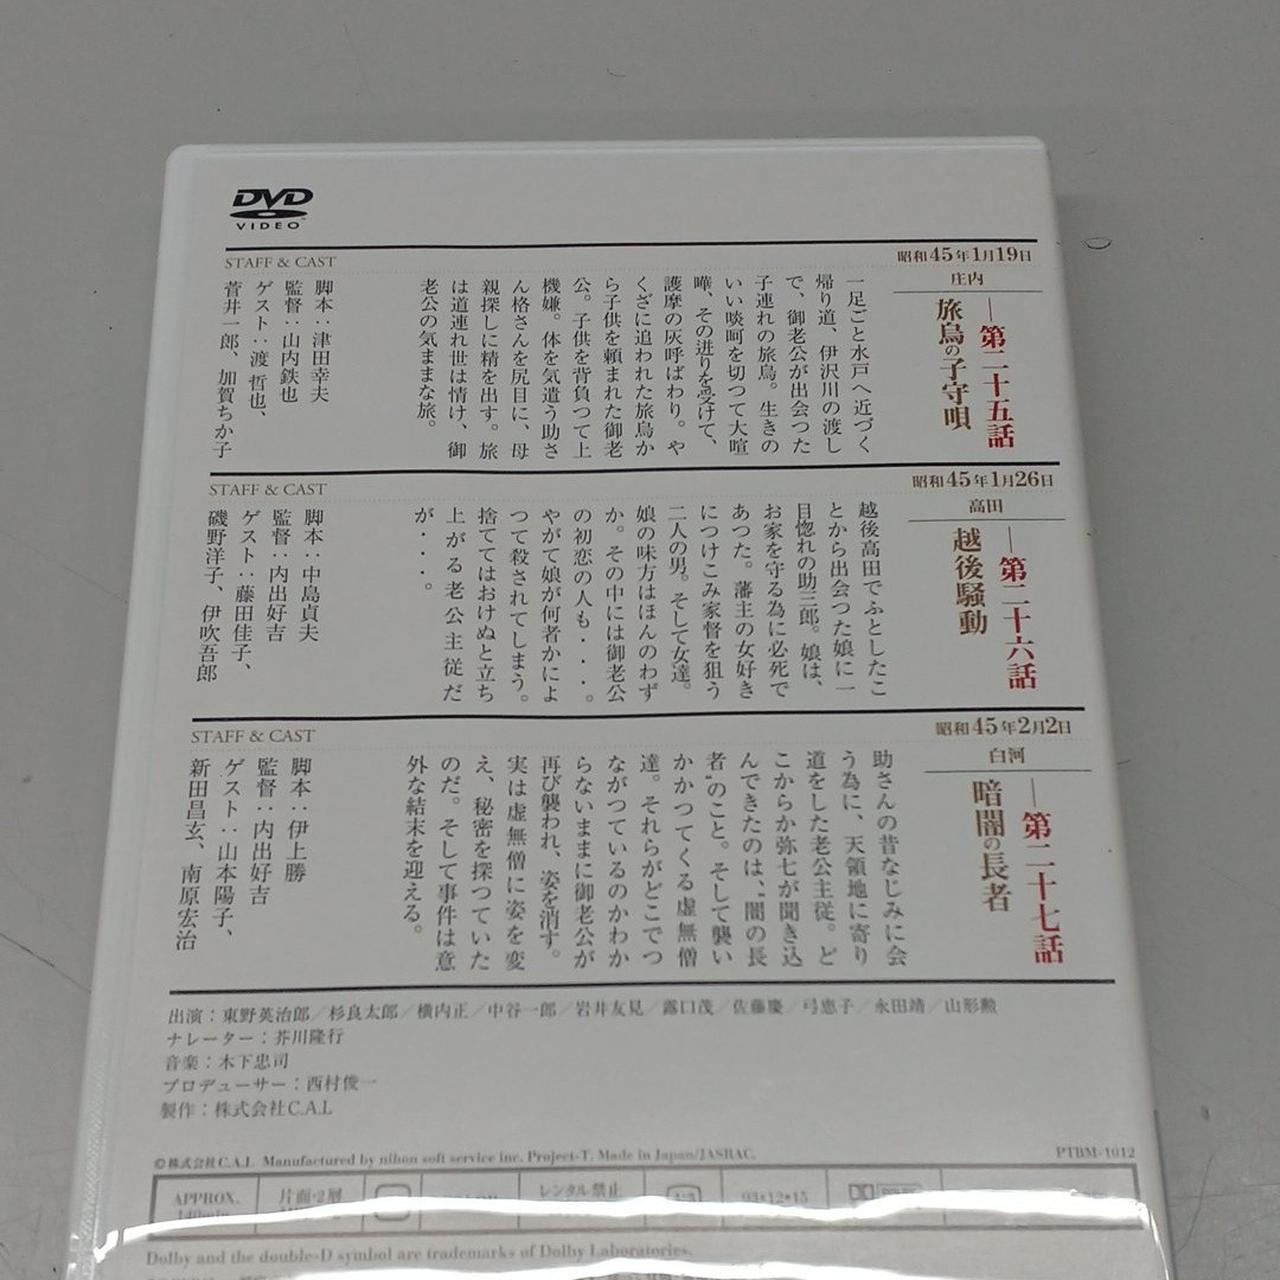 DVD
VIDEO
昭和45年1月19日
庄内
―第二十五話
旅烏の子守唄
一足ごと水戸へ近づく
帰り道、伊沢川の渡し
で、御老公が出会つた
子連れの旅烏。生きの
いい啖呵を切つて大喧
嘩、その迸りを受けて、
護摩の灰呼ばわり。や
くざに追われた旅烏か
ら子供を頼まれた御老
公。子供を背負つて上
機嫌。体を気遣う助さ
ん格さんを尻目に、母
親探しに精を出す。旅
は道連れ世は情け、御
老公の気ままな旅。
STAFF & CAST
脚本：津田幸夫
監督：山内鉄也
ゲスト：渡 哲也、
菅井一郎、加賀ちか子
昭和45年1月26日
高田
―第二十六話
越後騒動
越後高田でふとしたこ
とから出会つた娘に一
目惚れの助三郎。娘は、
お家を守る為に必死で
あつた。藩主の女好き
につけこみ家督を狙う
二人の男。そして女達。
娘の味方はほんのわず
か。その中には御老公
の初恋の人も・・・。
やがて娘が何者かによ
つて殺されてしまう。
捨ててはおけぬと立ち
上がる老公主従だ
が・・・。
STAFF & CAST
脚本：中島貞夫
監督：内出好吉
ゲスト：藤田佳子、
磯野洋子、伊吹吾郎
昭和45年2月2日
白河
―第二十七話
暗闇の長者
助さんの昔なじみに会
う為に、天領地に寄り
道をした老公主従。ど
こからか弥七が聞き込
んできたのは、“闇の長
者”のこと。そして襲い
かかつてくる虚無僧
達。それらがどこでつ
ながつているのかわか
らないままに御老公が
再び襲われ、姿を消す。
実は虚無僧に姿を変
え、秘密を探つていた
のだ。そして事件は意
外な結末を迎える。
STAFF & CAST
脚本：伊上勝
監督：内出好吉
ゲスト：山本陽子、
新田昌玄、南原宏治
出演：東野英治郎／杉良太郎／横内正／中谷一郎／岩井友見／露口茂／佐藤慶／弓恵子／永田靖／山形勲
ナレーター：芥川隆行
音楽：木下忠司
プロデューサー：西村俊一
製作：株式会社C.A.L
©株式会社C.A.L Manufactured by nihon soft service inc. Project-T. Made in Japan/JASRAC.
PTBM-1012
APPROX.
140min
片面・2層
レンタル禁止
4:3
03•12•15
Dolby and the double-D symbol are trademarks of Dolby Laboratories.